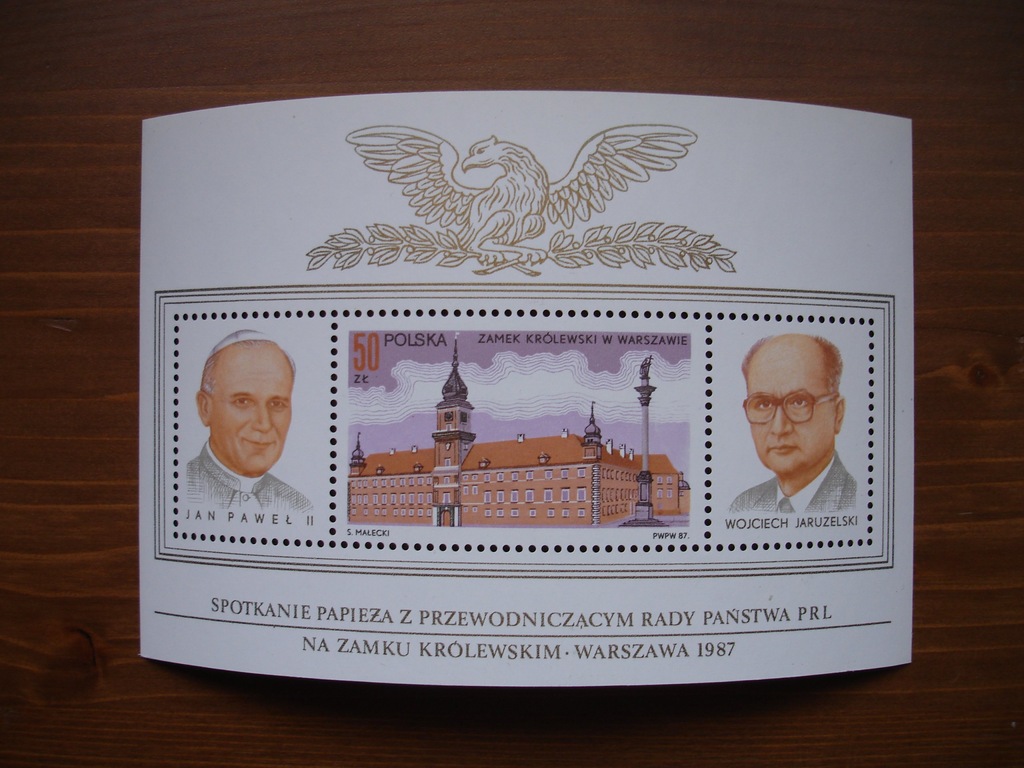 50 POLSKA ZAMEK KRÓLEWSKI W WARSZAWIE
ZŁ
JAN PAWEŁ II
WOJCIECH JARUZELSKI
S. MAŁECKI PWPW 87.
SPOTKANIE PAPIEŻA Z PRZEWODNICZĄCYM RADY PAŃSTWA PRL
NA ZAMKU KRÓLEWSKIM · WARSZAWA 1987